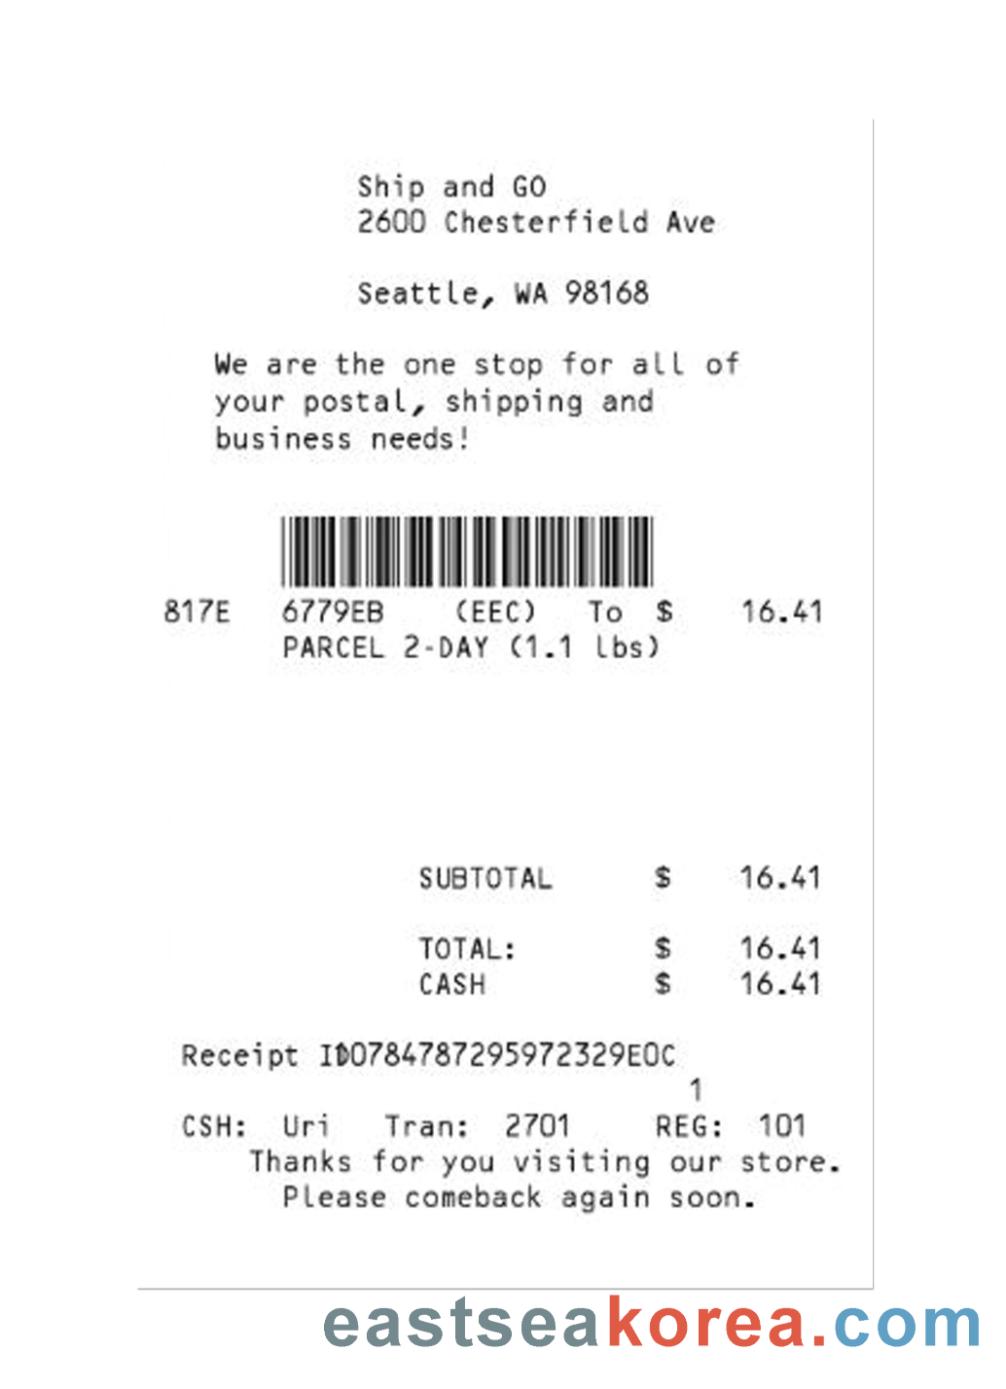 Ship and GO
2600 Chesterfield Ave
Seattle, WA 98168
We are the one stop for all of
your postal, shipping and
business needs!
817E 6779EB (EEC) To $ 16.41
PARCEL 2-DAY (1.1 lbs)
SUBTOTAL $ 16.41
TOTAL: $ 16.41
CASH $ 16.41
Receipt ID0784787295972329EOC
1
CSH: Uri Tran: 2701 REG: 101
Thanks for you visiting our store.
Please comeback again soon.
eastseakorea.com